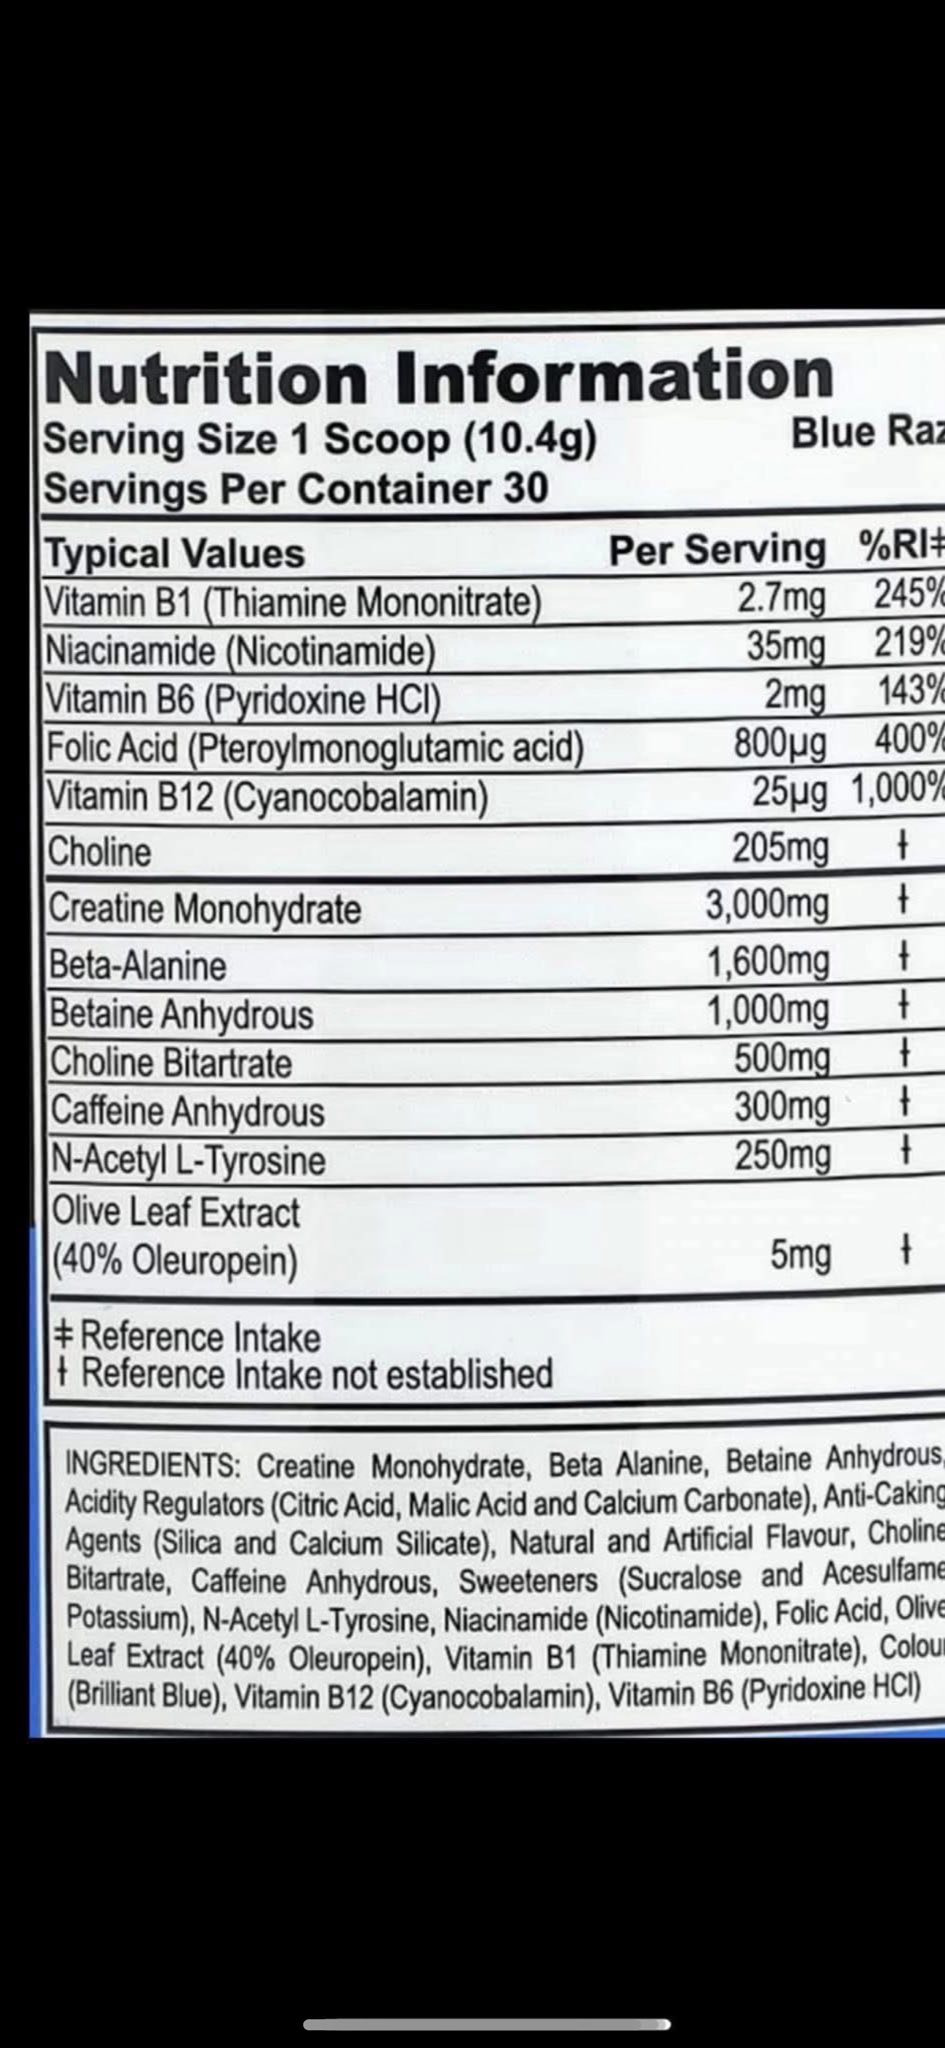 Nutrition Information
Serving Size 1 Scoop (10.4g) Blue Raz
Servings Per Container 30
Typical Values Per Serving %RI‡
Vitamin B1 (Thiamine Mononitrate) 2.7mg 245%
Niacinamide (Nicotinamide) 35mg 219%
Vitamin B6 (Pyridoxine HCl) 2mg 143%
Folic Acid (Pteroylmonoglutamic acid) 800µg 400%
Vitamin B12 (Cyanocobalamin) 25µg 1,000%
Choline 205mg ƚ
Creatine Monohydrate 3,000mg ƚ
Beta-Alanine 1,600mg ƚ
Betaine Anhydrous 1,000mg ƚ
Choline Bitartrate 500mg ƚ
Caffeine Anhydrous 300mg ƚ
N-Acetyl L-Tyrosine 250mg ƚ
Olive Leaf Extract
(40% Oleuropein) 5mg ƚ
‡ Reference Intake
ƚ Reference Intake not established
INGREDIENTS: Creatine Monohydrate, Beta Alanine, Betaine Anhydrous,
Acidity Regulators (Citric Acid, Malic Acid and Calcium Carbonate), Anti-Caking
Agents (Silica and Calcium Silicate), Natural and Artificial Flavour, Choline
Bitartrate, Caffeine Anhydrous, Sweeteners (Sucralose and Acesulfame
Potassium), N-Acetyl L-Tyrosine, Niacinamide (Nicotinamide), Folic Acid, Olive
Leaf Extract (40% Oleuropein), Vitamin B1 (Thiamine Mononitrate), Colour
(Brilliant Blue), Vitamin B12 (Cyanocobalamin), Vitamin B6 (Pyridoxine HCl)